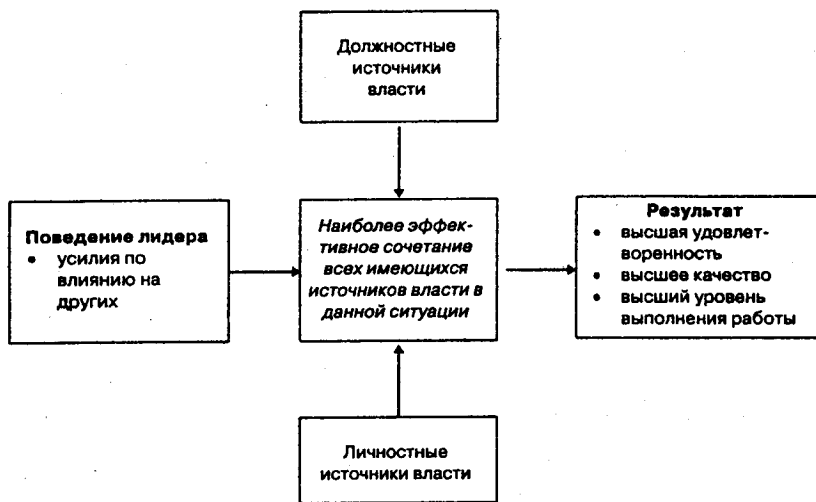 Должностные
источники
власти
Поведение лидера
• усилия по
влиянию на
других
Наиболее эффек-
тивное сочетание
всех имеющихся
источников власти в
данной ситуации
Результат
• высшая удовлет-
воренность
• высшее качество
• высший уровень
выполнения работы
Личностные
источники власти